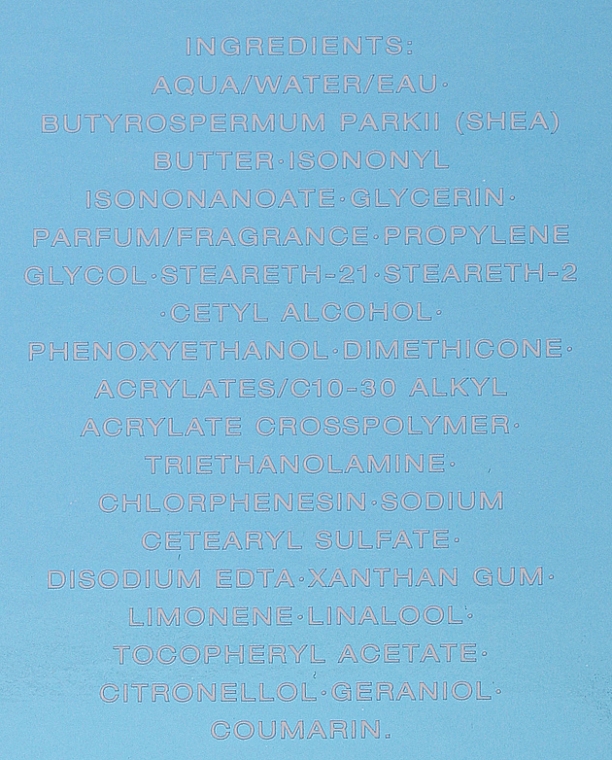 INGREDIENTS:
AQUA/WATER/EAU·
BUTYROSPERMUM PARKII (SHEA)
BUTTER·ISONONYL
ISONONANOATE·GLYCERIN·
PARFUM/FRAGRANCE·PROPYLENE
GLYCOL·STEARETH-21·STEARETH-2
·CETYL ALCOHOL·
PHENOXYETHANOL·DIMETHICONE·
ACRYLATES/C10-30 ALKYL
ACRYLATE CROSSPOLYMER·
TRIETHANOLAMINE·
CHLORPHENESIN·SODIUM
CETEARYL SULFATE·
DISODIUM EDTA·XANTHAN GUM·
LIMONENE·LINALOOL·
TOCOPHERYL ACETATE·
CITRONELLOL·GERANIOL·
COUMARIN.